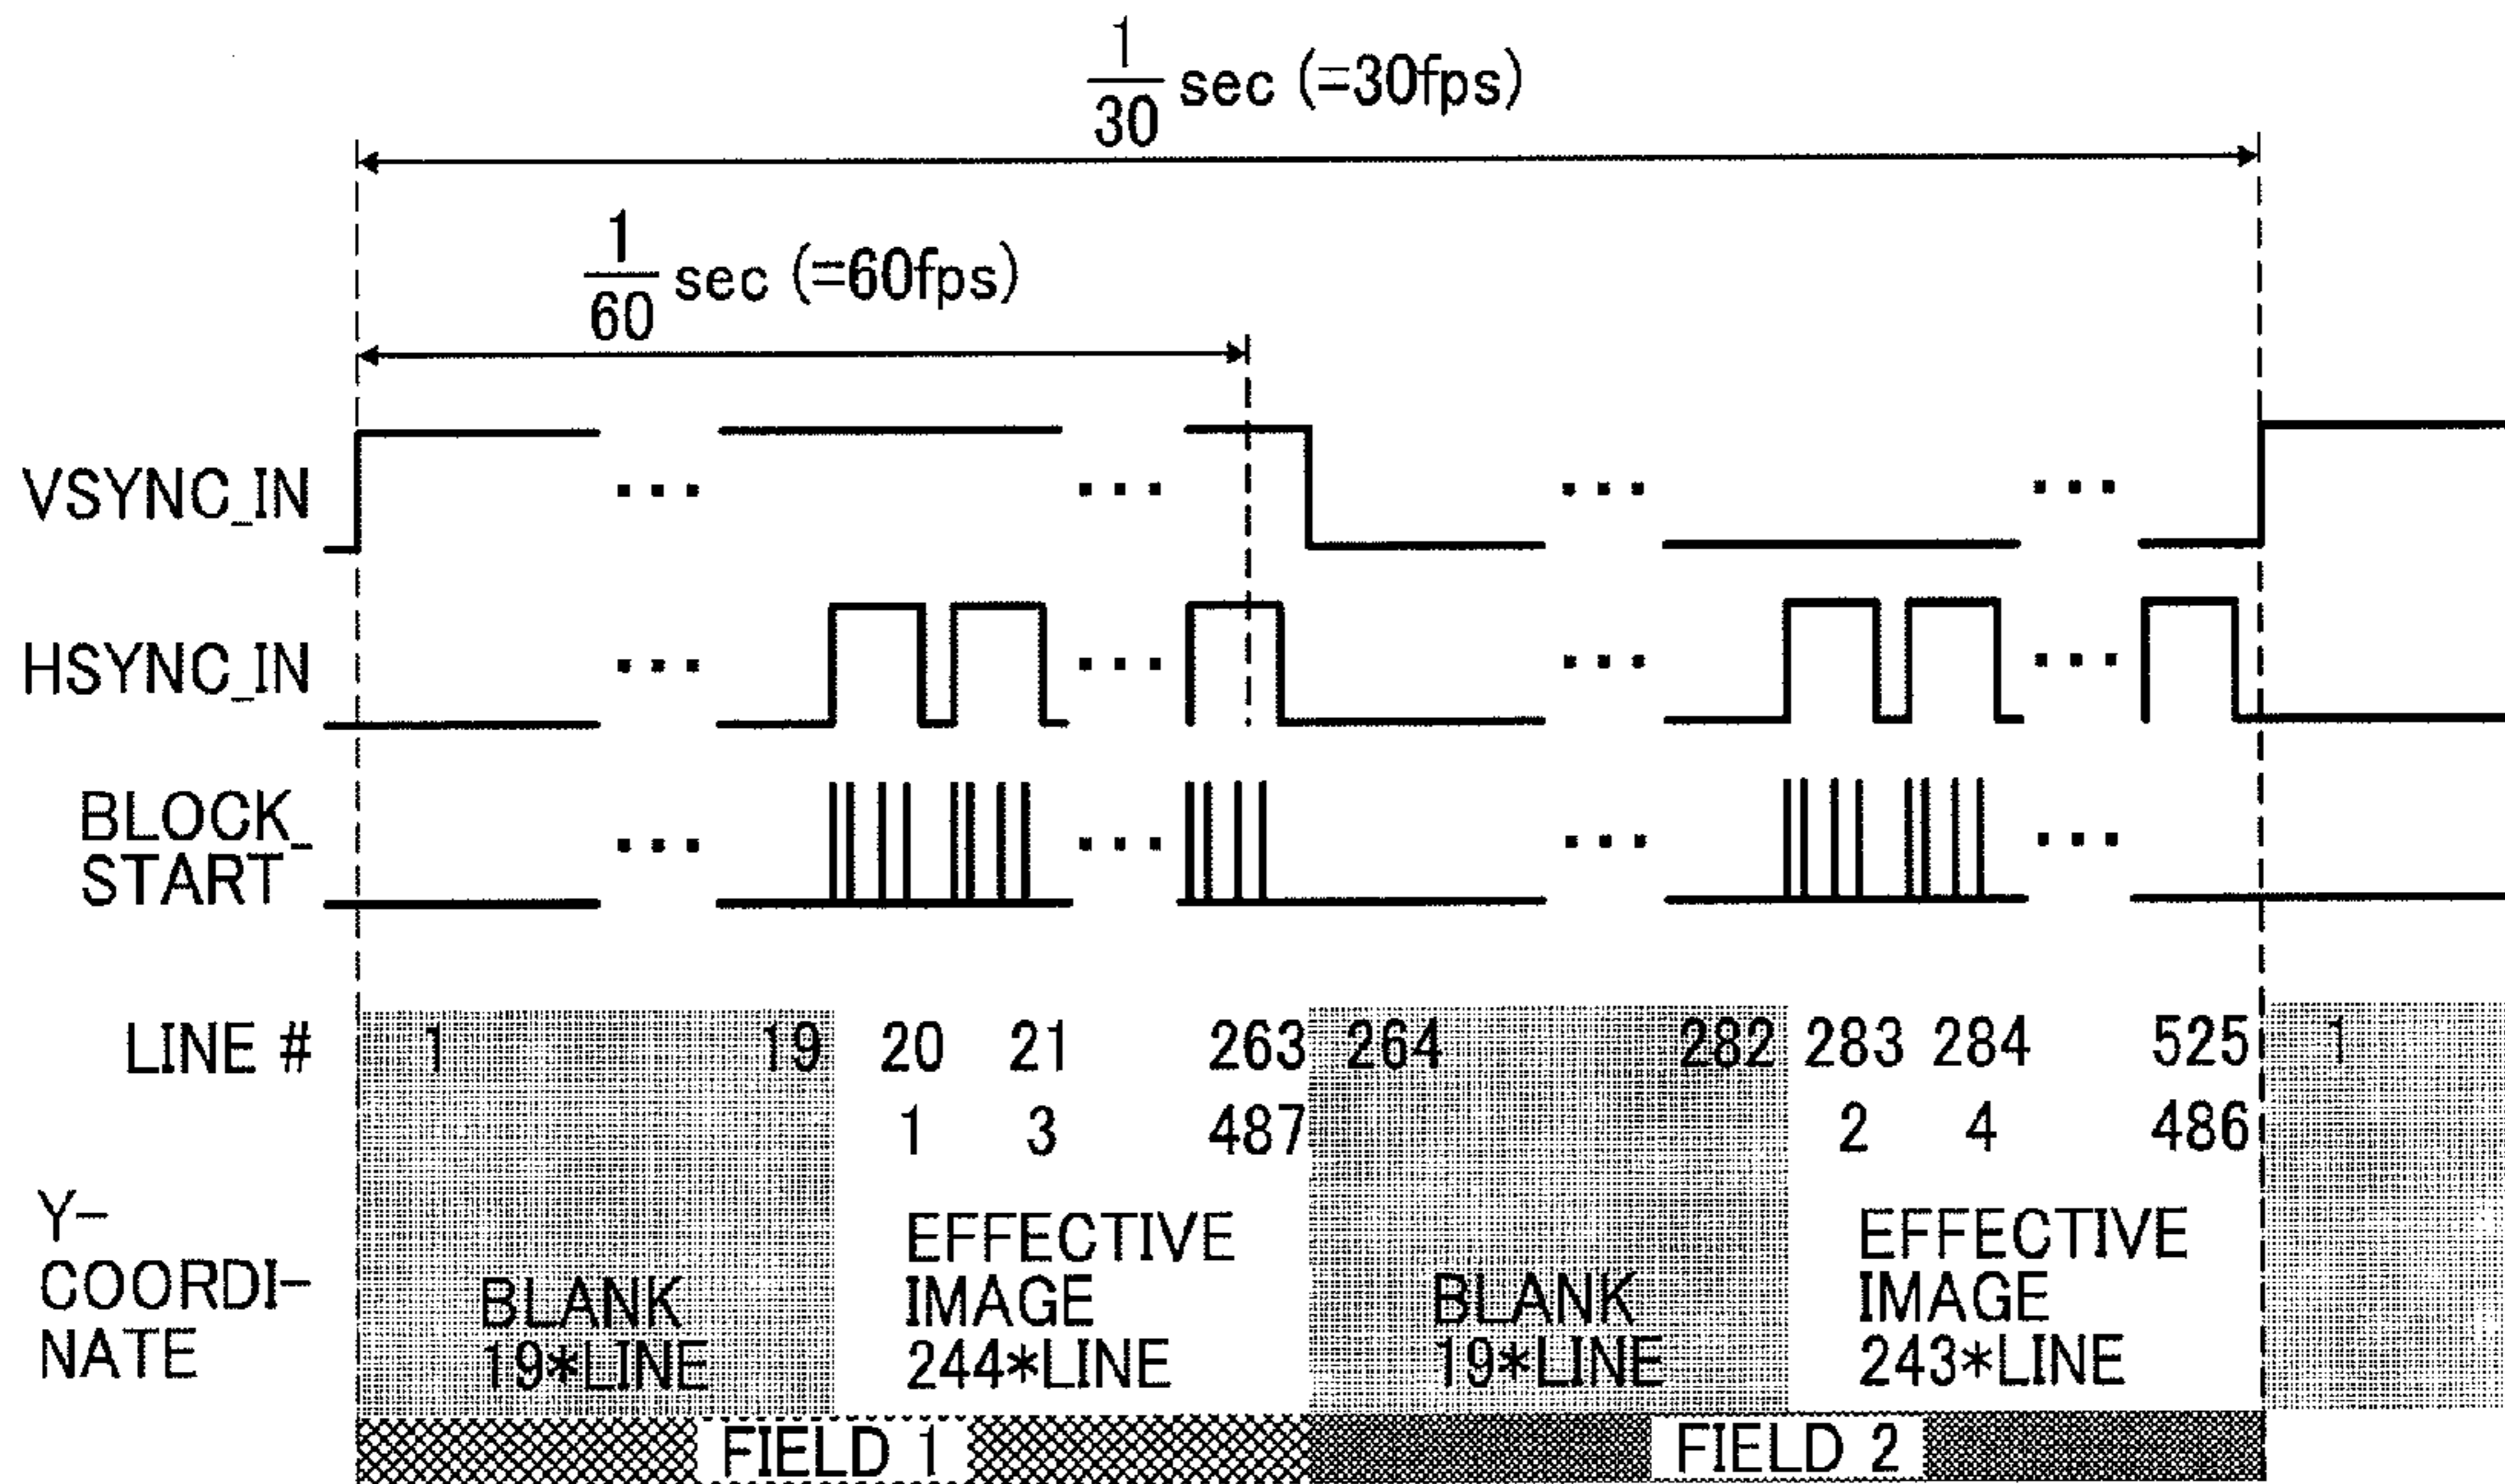 1/30 sec (=30fps)
1/60 sec (=60fps)
VSYNC_IN
...
...
...
...
HSYNC_IN
...
...
...
...
BLOCK_
START
...
...
...
...
LINE # 1 19 20 21 263 264 282 283 284 525 1
1 3 487 2 4 486
Y-
COORDI-
NATE
BLANK
19*LINE
EFFECTIVE
IMAGE
244*LINE
BLANK
19*LINE
EFFECTIVE
IMAGE
243*LINE
FIELD 1 FIELD 2